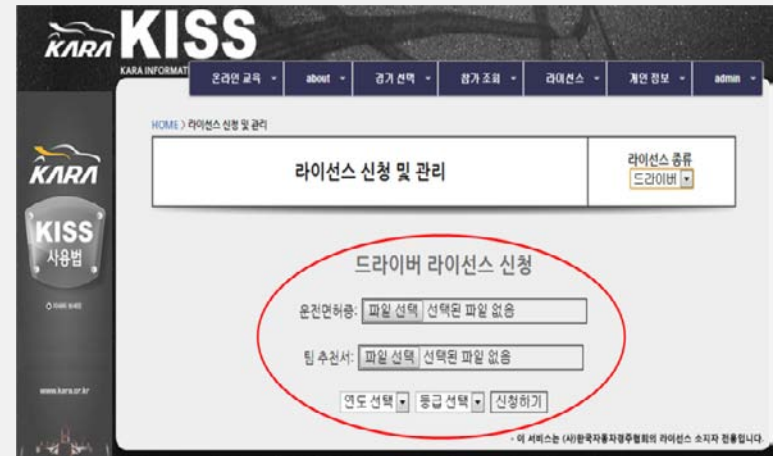 KARA KISS
KARA INFORMAT
온라인 교육 about 경기 선택 참가 조회 라이선스 개인 정보 admin
HOME > 라이선스 신청 및 관리
라이선스 신청 및 관리
라이선스 종류
드라이버
KARA
KISS
사용법
www.kara.or.kr
드라이버 라이선스 신청
운전면허증: 파일 선택 선택된 파일 없음
팀 추천서: 파일 선택 선택된 파일 없음
연도 선택 등급 선택 신청하기
- 이 서비스는 (사)한국자동차경주협회의 라이선스 소지자 전용입니다.